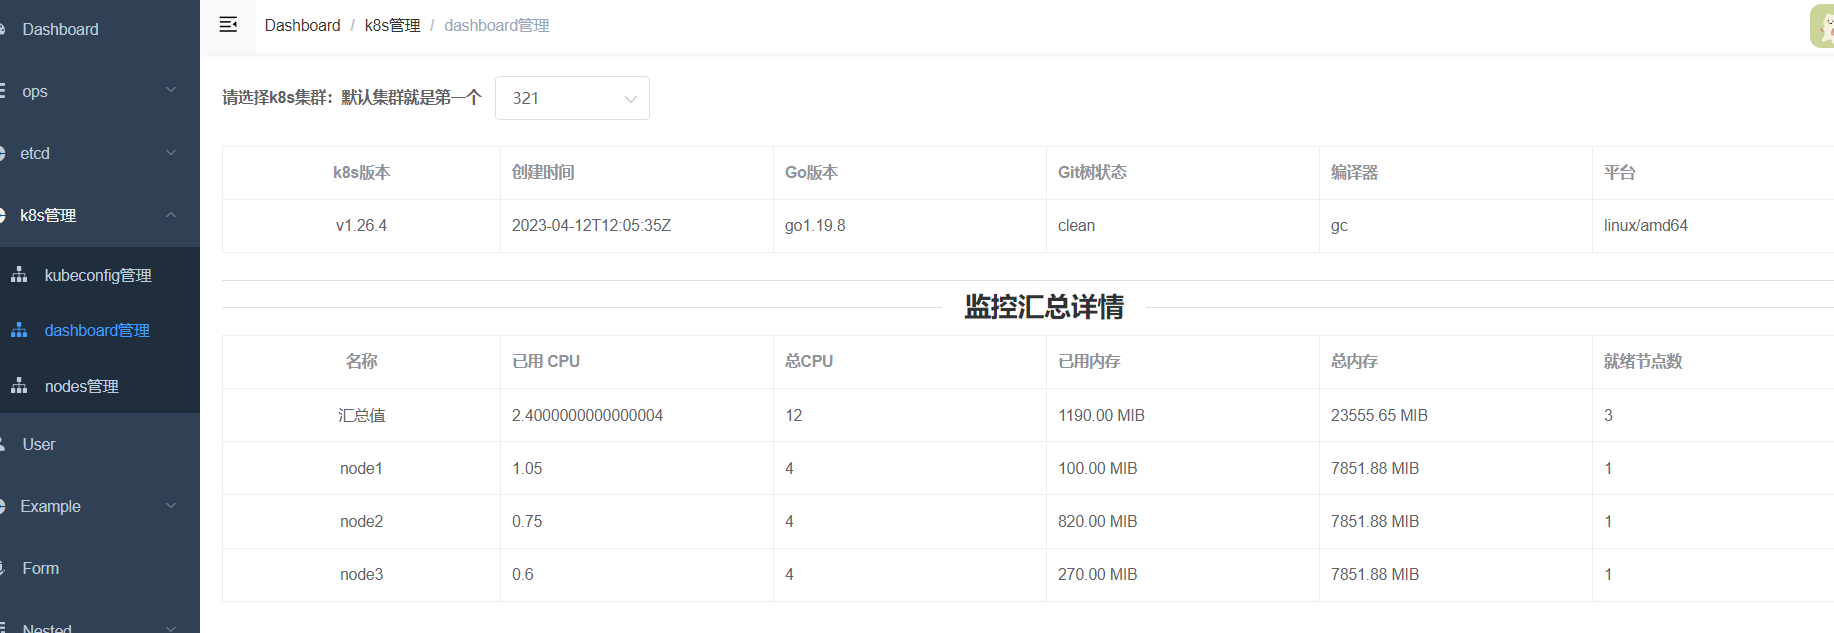 Dashboard
ops
etcd
k8s管理
kubeconfig管理
dashboard管理
nodes管理
User
Example
Form
Nested
Dashboard / k8s管理 / dashboard管理
请选择k8s集群：默认集群就是第一个 321
k8s版本 创建时间 Go版本 Git树状态 编译器 平台
v1.26.4 2023-04-12T12:05:35Z go1.19.8 clean gc linux/amd64
监控汇总详情
名称 已用 CPU 总CPU 已用内存 总内存 就绪节点数
汇总值 2.4000000000000004 12 1190.00 MIB 23555.65 MIB 3
node1 1.05 4 100.00 MIB 7851.88 MIB 1
node2 0.75 4 820.00 MIB 7851.88 MIB 1
node3 0.6 4 270.00 MIB 7851.88 MIB 1